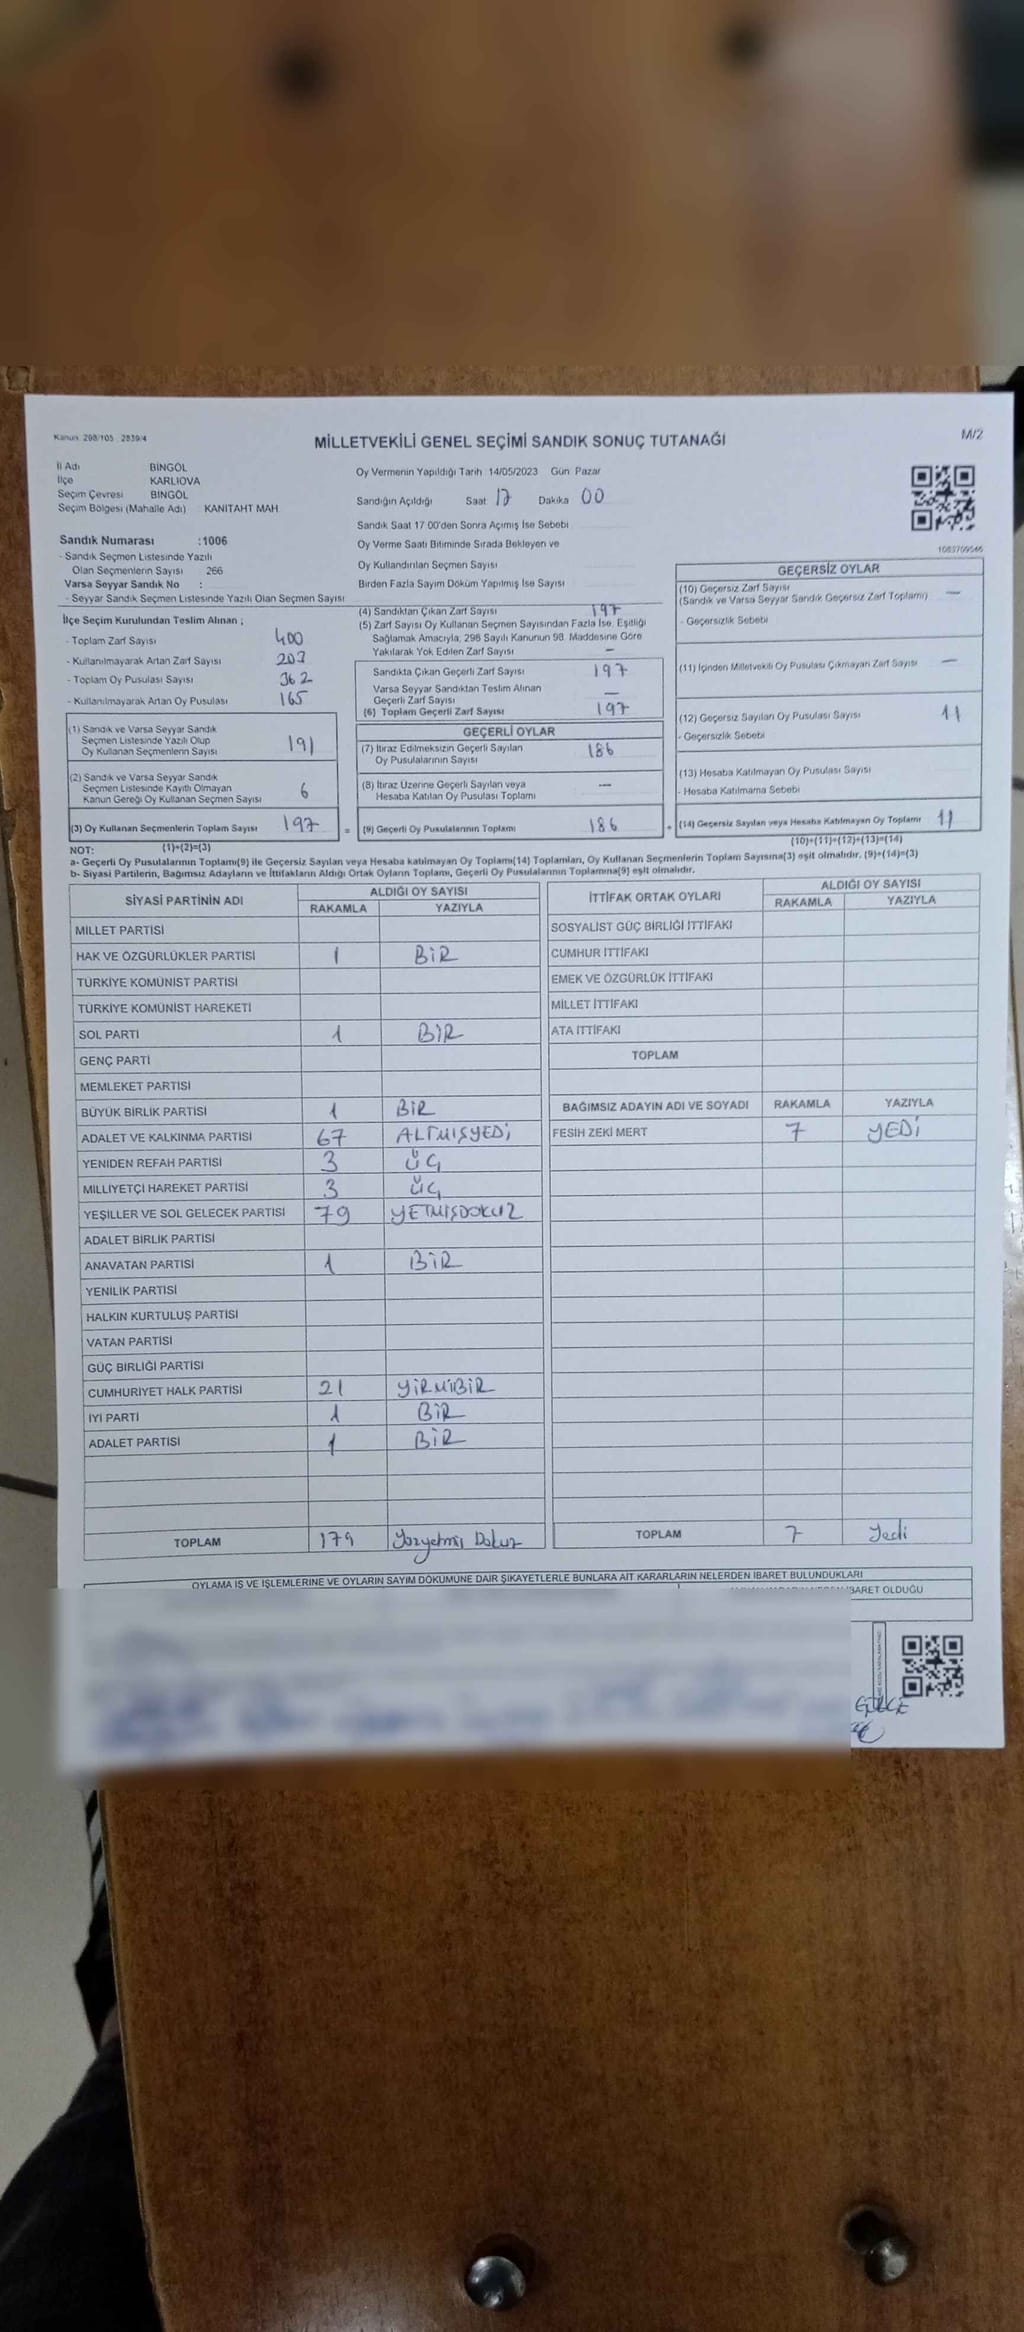 Kanun 298/105 2839/4
MİLLETVEKİLİ GENEL SEÇİMİ SANDIK SONUÇ TUTANAĞI
M/2
İl Adı BİNGÖL
İlçe KARLIOVA
Seçim Çevresi BİNGÖL
Seçim Bölgesi (Mahalle Adı) KANITAHT MAH.
Sandık Numarası :1006
- Sandık Seçmen Listesinde Yazılı
Olan Seçmenlerin Sayısı 266
Varsa Seyyar Sandık No :
- Seyyar Sandık Seçmen Listesinde Yazılı Olan Seçmen Sayısı
İlçe Seçim Kurulundan Teslim Alınan ;
- Toplam Zarf Sayısı 400
- Kullanılmayarak Artan Zarf Sayısı 203
- Toplam Oy Pusulası Sayısı 362
- Kullanılmayarak Artan Oy Pusulası 165
(1) Sandık ve Varsa Seyyar Sandık
Seçmen Listesinde Yazılı Olup
Oy Kullanan Seçmenlerin Sayısı 191
(2) Sandık ve Varsa Seyyar Sandık
Seçmen Listesinde Kayıtlı Olmayan
Kanun Gereği Oy Kullanan Seçmen Sayısı 6
(3) Oy Kullanan Seçmenlerin Toplam Sayısı 197 =
(1)+(2)=(3)
Oy Vermenin Yapıldığı Tarih 14/05/2023 Gün Pazar
Sandığın Açıldığı Saat 17 Dakika 00
Sandık Saat 17 00'den Sonra Açımış İse Sebebi
Oy Verme Saati Bitiminde Sırada Bekleyen ve
Oy Kullandırılan Seçmen Sayısı
Birden Fazla Sayım Döküm Yapılmış İse Sayısı
(4) Sandıktan Çıkan Zarf Sayısı 197
(5) Zarf Sayısı Oy Kullanan Seçmen Sayısından Fazla İse, Eşitliği
Sağlamak Amacıyla, 298 Sayılı Kanunun 98. Maddesine Göre
Yakılarak Yok Edilen Zarf Sayısı –
Sandıkta Çıkan Geçerli Zarf Sayısı 197
Varsa Seyyar Sandıktan Teslim Alınan
Geçerli Zarf Sayısı –
(6) Toplam Geçerli Zarf Sayısı 197
GEÇERLİ OYLAR
(7) İtiraz Edilmeksizin Geçerli Sayılan
Oy Pusulalarının Sayısı 186
(8) İtiraz Üzerine Geçerli Sayılan veya
Hesaba Katılan Oy Pusulası Toplamı —
(9) Geçerli Oy Pusulalarının Toplamı 186 +
1083709046
GEÇERSİZ OYLAR
(10) Geçersiz Zarf Sayısı —
(Sandık ve Varsa Seyyar Sandık Geçersiz Zarf Toplamı)
- Geçersizlik Sebebi
(11) İçinden Milletvekili Oy Pusulası Çıkmayan Zarf Sayısı —
(12) Geçersiz Sayılan Oy Pusulası Sayısı 11
- Geçersizlik Sebebi
(13) Hesaba Katılmayan Oy Pusulası Sayısı
- Hesaba Katılmama Sebebi
(14) Geçersiz Sayılan veya Hesaba Katılmayan Oy Toplamı 11
(10)+(11)+(12)+(13)=(14)
NOT:
a- Geçerli Oy Pusulalarının Toplamı(9) ile Geçersiz Sayılan veya Hesaba katılmayan Oy Toplamı(14) Toplamları, Oy Kullanan Seçmenlerin Toplam Sayısına(3) eşit olmalıdır. (9)+(14)=(3)
b- Siyasi Partilerin, Bağımsız Adayların ve İttifakların Aldığı Ortak Oyların Toplamı, Geçerli Oy Pusulalarının Toplamına(9) eşit olmalıdır.
SİYASİ PARTİNİN ADI ALDIĞI OY SAYISI
RAKAMLA YAZIYLA
MİLLET PARTİSİ
HAK VE ÖZGÜRLÜKLER PARTİSİ 1 BİR
TÜRKİYE KOMÜNİST PARTİSİ
TÜRKİYE KOMÜNİST HAREKETİ
SOL PARTİ 1 BİR
GENÇ PARTİ
MEMLEKET PARTİSİ
BÜYÜK BİRLİK PARTİSİ 1 BİR
ADALET VE KALKINMA PARTİSİ 67 ALTMIŞYEDİ
YENİDEN REFAH PARTİSİ 3 ÜÇ
MİLLİYETÇİ HAREKET PARTİSİ 3 ÜÇ
YEŞİLLER VE SOL GELECEK PARTİSİ 79 YETMİŞDOKUZ
ADALET BİRLİK PARTİSİ
ANAVATAN PARTİSİ 1 BİR
YENİLİK PARTİSİ
HALKIN KURTULUŞ PARTİSİ
VATAN PARTİSİ
GÜÇ BİRLİĞİ PARTİSİ
CUMHURİYET HALK PARTİSİ 21 YİRMİBİR
İYİ PARTİ 1 BİR
ADALET PARTİSİ 1 BİR
TOPLAM 179 Yüzyetmiş Dokuz
İTTİFAK ORTAK OYLARI ALDIĞI OY SAYISI
RAKAMLA YAZIYLA
SOSYALİST GÜÇ BİRLİĞİ İTTİFAKI
CUMHUR İTTİFAKI
EMEK VE ÖZGÜRLÜK İTTİFAKI
MİLLET İTTİFAKI
ATA İTTİFAKI
TOPLAM
BAĞIMSIZ ADAYIN ADI VE SOYADI RAKAMLA YAZIYLA
FESİH ZEKİ MERT 7 YEDİ
TOPLAM 7 Yedi
OYLAMA İŞ VE İŞLEMLERİNE VE OYLARIN SAYIM DÖKÜMÜNE DAİR ŞİKAYETLERLE BUNLARA AİT KARARLARIN NELERDEN İBARET BULUNDUKLARI
İBARET OLDUĞU